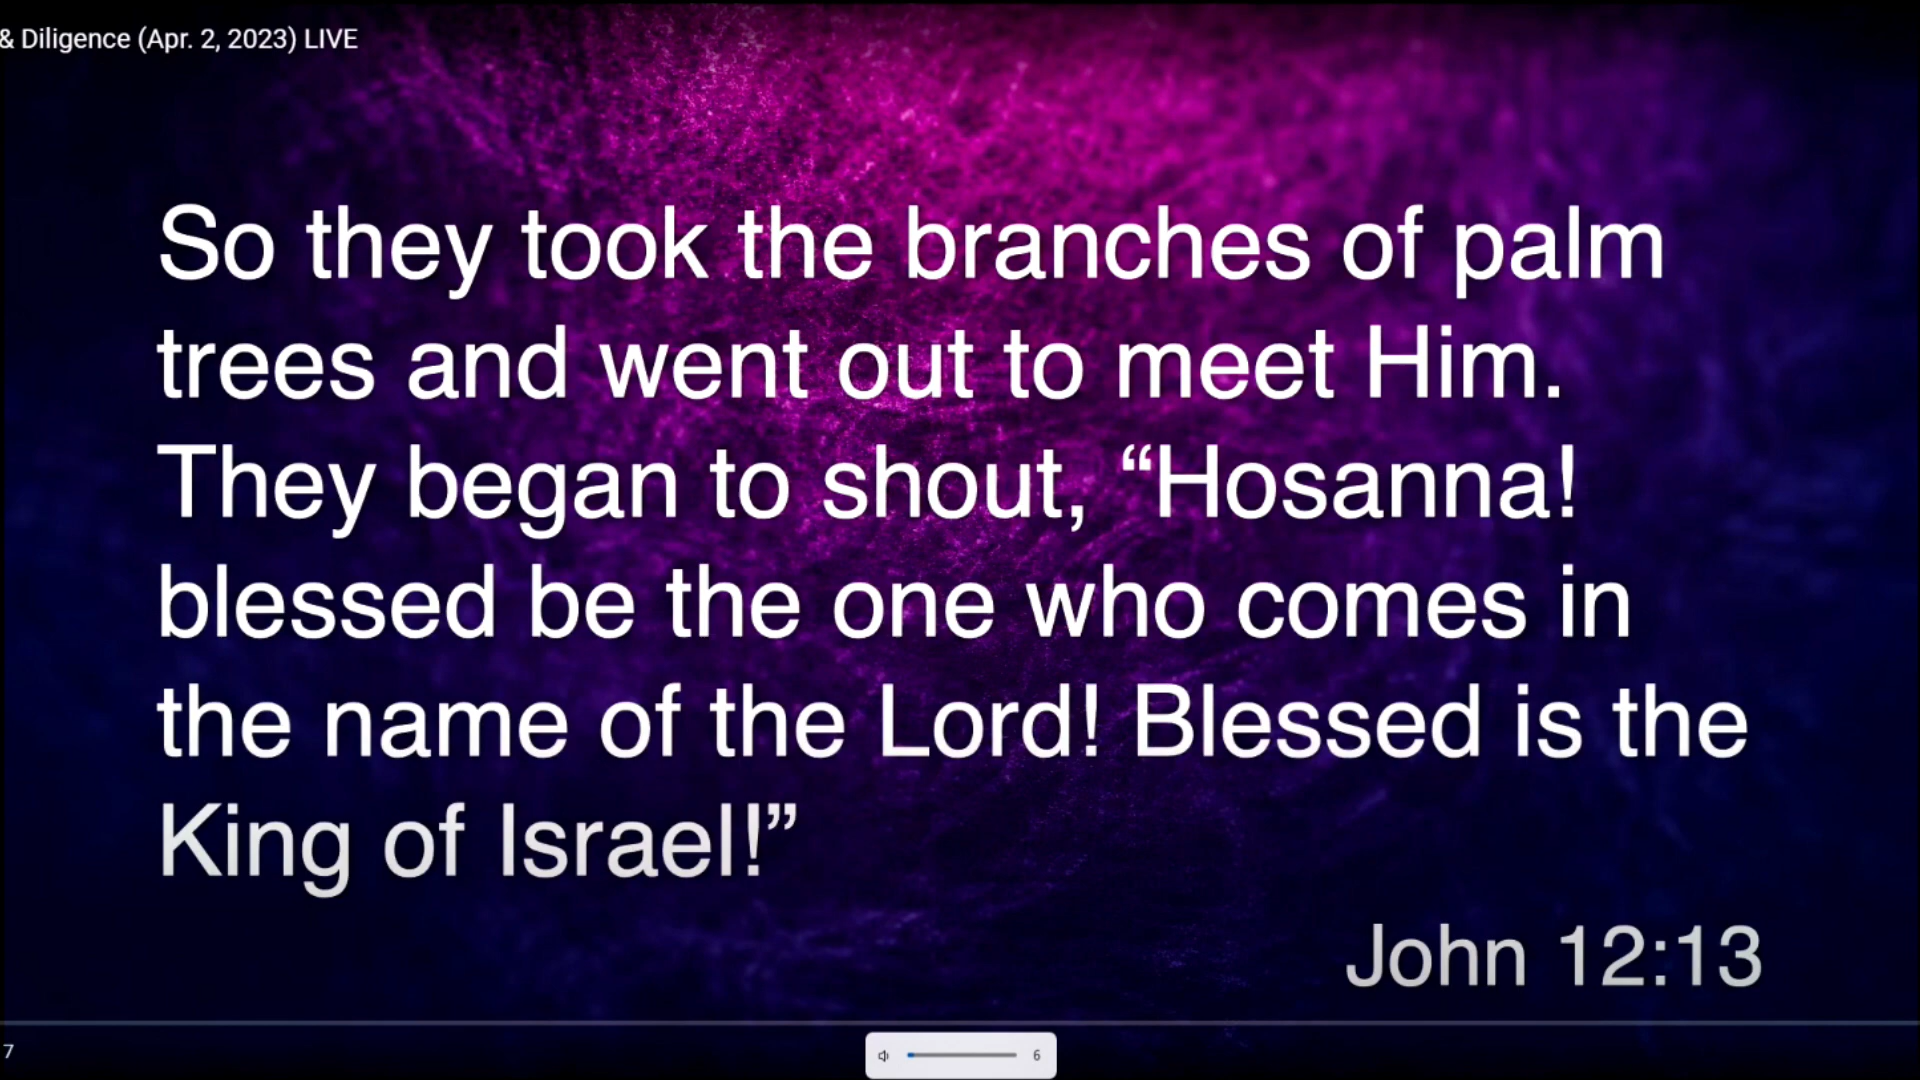 & Diligence (Apr. 2, 2023) LIVE
So they took the branches of palm
trees and went out to meet Him.
They began to shout, “Hosanna!
blessed be the one who comes in
the name of the Lord! Blessed is the
King of Israel!”
John 12:13
7
6